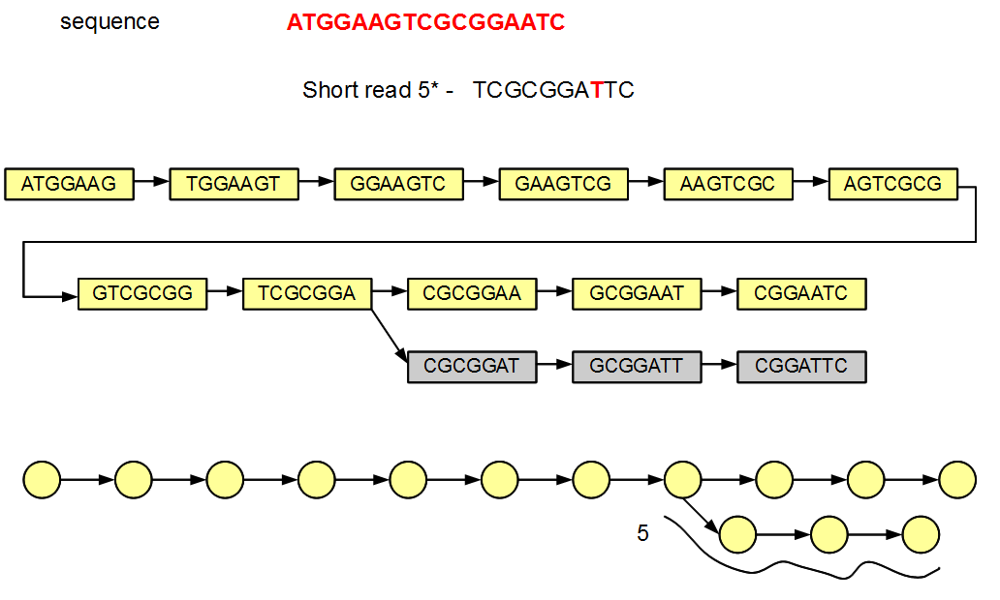 sequence ATGGAAGTCGCGGAATC
Short read 5* - TCGCGGATTC
ATGGAAG TGGAAGT GGAAGTC GAAGTCG AAGTCGC AGTCGCG
GTCGCGG TCGCGGA CGCGGAA GCGGAAT CGGAATC
CGCGGAT GCGGATT CGGATTC
5